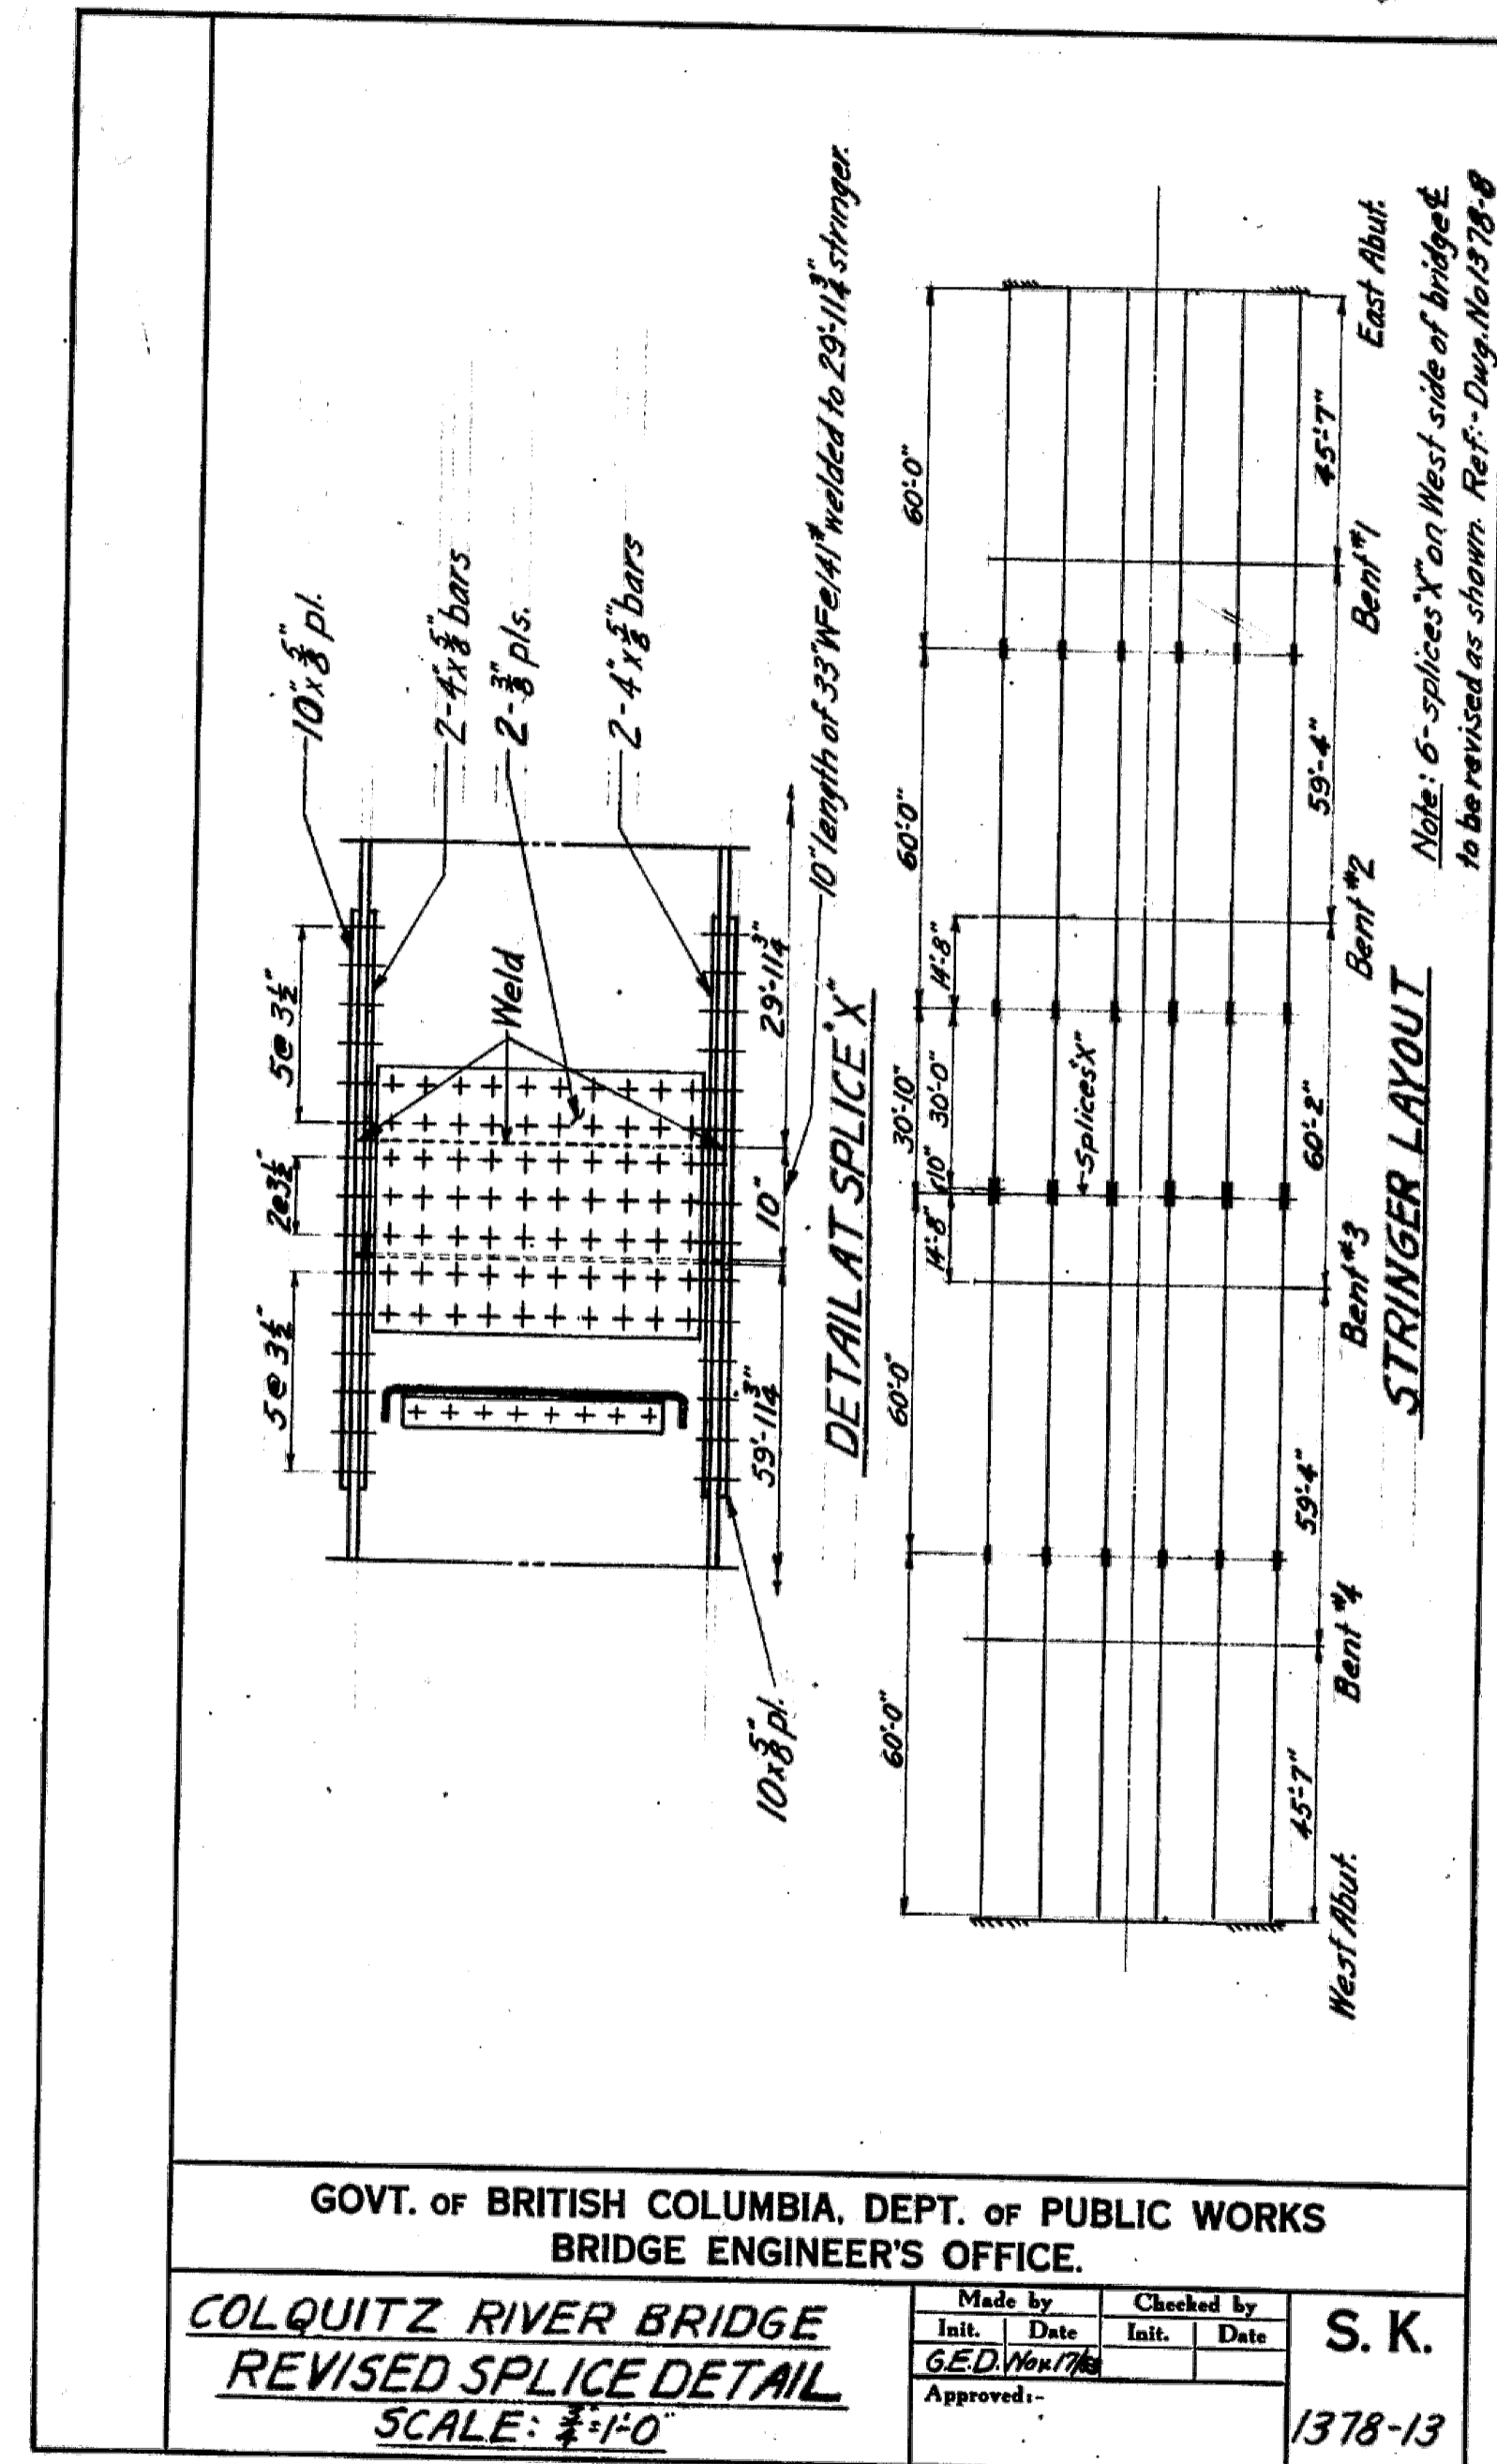 10"x5/8" pl.
2-4"x5/8" bars
2-3/8" pls.
2-4"x5/8" bars
5@3½"
2@3½"
5@3½"
Weld
10" length of 33"WF@141# welded to 29'-11¾" stringer.
29'-11¾"
10"
59'-11¾"
10x5/8" pl.
DETAIL AT SPLICE "X"
60'-0"
60'-0"
30'-10"
60'-0"
60'-0"
14'-8"
10"
30'-0"
14'-8"
Splices "X"
45'-7"
59'-4"
60'-2"
59'-4"
45'-7"
West Abut.
Bent #4
Bent #3
Bent #2
Bent #1
East Abut.
STRINGER LAYOUT
Note: 6-splices "X" on West side of bridge ℄
to be revised as shown. Ref:- Dwg. No 1378-8
GOVT. OF BRITISH COLUMBIA, DEPT. OF PUBLIC WORKS
BRIDGE ENGINEER'S OFFICE.
COLQUITZ RIVER BRIDGE
REVISED SPLICE DETAIL
SCALE: ¾"=1'-0"
Made by
Checked by
Init.
Date
Init.
Date
G.E.D. Nov. 17/
Approved:-
S. K.
1378-13